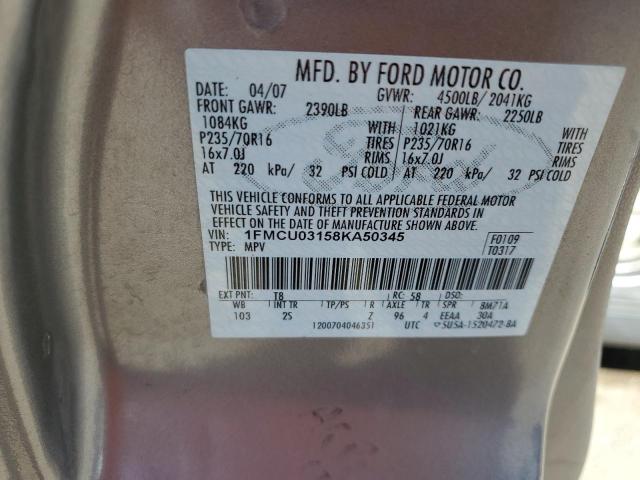 MFD. BY FORD MOTOR CO.
DATE: 04/07 GVWR: 4500LB/ 2041KG
FRONT GAWR: 2390LB REAR GAWR: 2250LB
1084KG WITH 1021KG WITH
P235/70R16 TIRES P235/70R16 TIRES
16x7.0J RIMS 16x7.0J RIMS
AT 220 kPa/ 32 PSI COLD AT 220 kPa/ 32 PSI COLD
THIS VEHICLE CONFORMS TO ALL APPLICABLE FEDERAL MOTOR
VEHICLE SAFETY AND THEFT PREVENTION STANDARDS IN
EFFECT ON THE DATE OF MANUFACTURE SHOWN ABOVE.
VIN: 1FMCU03158KA50345 F0109
TYPE: MPV T0317
EXT PNT: T8 RC: 58 DSO:
WB INT TR TP/PS R AXLE TR SPR 8M71A
103 2S Z 96 4 EEAA 30A
1200704046351 UTC 5U5A-1520472-BA
Ford